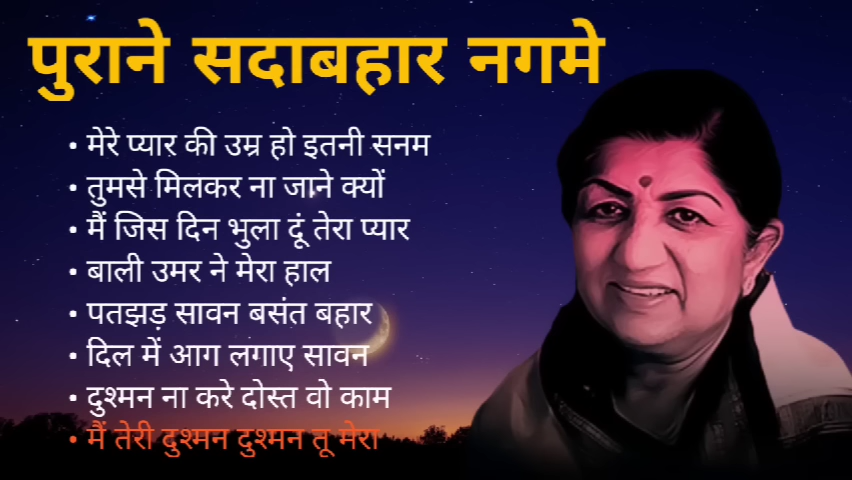 पुराने सदाबहार नगमे
• मेरे प्यार की उम्र हो इतनी सनम
• तुमसे मिलकर ना जाने क्यों
• मैं जिस दिन भुला दूं तेरा प्यार
• बाली उमर ने मेरा हाल
• पतझड़ सावन बसंत बहार
• दिल में आग लगाए सावन
• दुश्मन ना करे दोस्त वो काम
• मैं तेरी दुश्मन दुश्मन तू मेरा